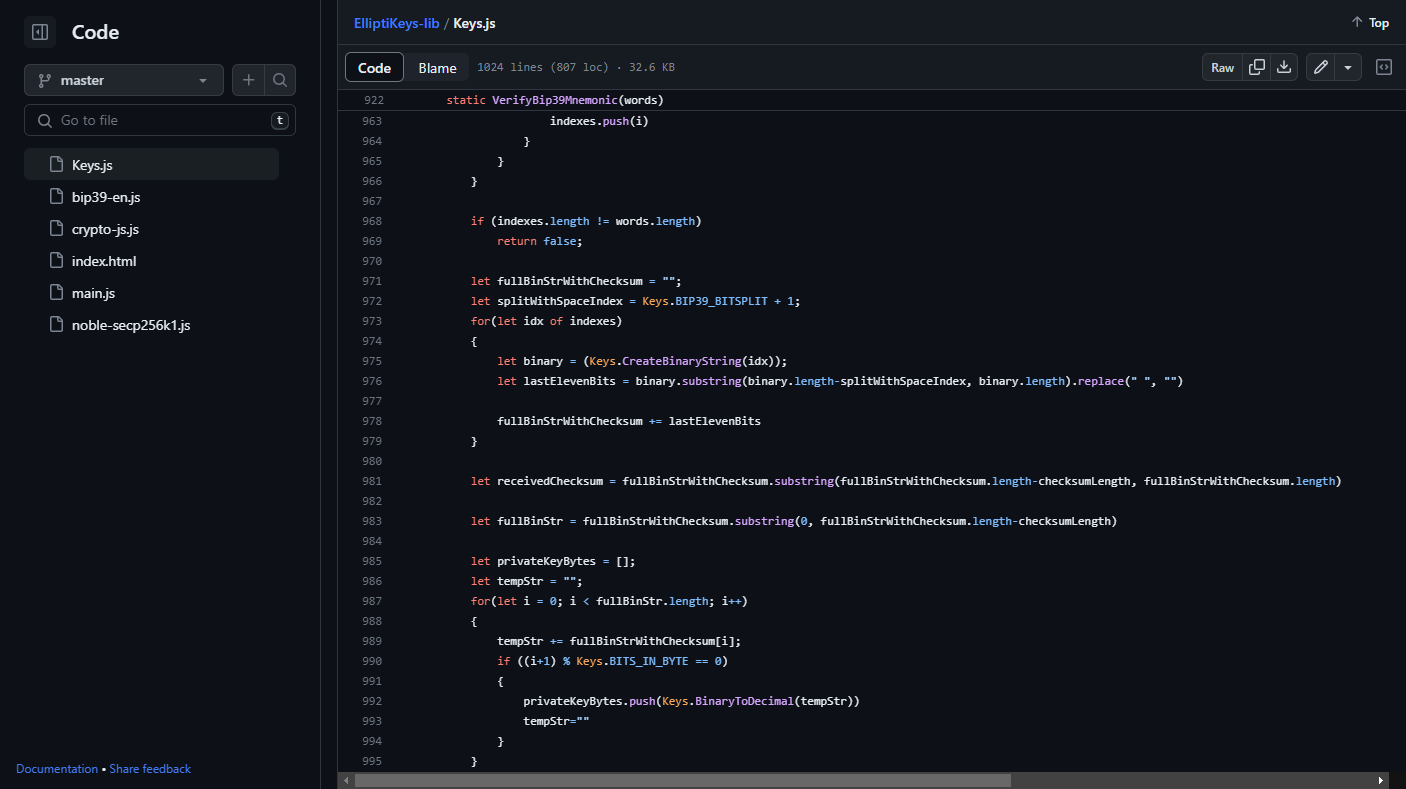 Code
master
Go to file
t
Keys.js
bip39-en.js
crypto-js.js
index.html
main.js
noble-secp256k1.js
Documentation • Share feedback
ElliptiKeys-lib / Keys.js
Top
Code
Blame
1024 lines (807 loc) · 32.6 KB
Raw
922 static VerifyBip39Mnemonic(words)
963 indexes.push(i)
964 }
965 }
966 }
967
968 if (indexes.length != words.length)
969 return false;
970
971 let fullBinStrWithChecksum = "";
972 let splitWithSpaceIndex = Keys.BIP39_BITSPLIT + 1;
973 for(let idx of indexes)
974 {
975 let binary = (Keys.CreateBinaryString(idx));
976 let lastElevenBits = binary.substring(binary.length-splitWithSpaceIndex, binary.length).replace(" ", "")
977
978 fullBinStrWithChecksum += lastElevenBits
979 }
980
981 let receivedChecksum = fullBinStrWithChecksum.substring(fullBinStrWithChecksum.length-checksumLength, fullBinStrWithChecksum.length)
982
983 let fullBinStr = fullBinStrWithChecksum.substring(0, fullBinStrWithChecksum.length-checksumLength)
984
985 let privateKeyBytes = [];
986 let tempStr = "";
987 for(let i = 0; i < fullBinStr.length; i++)
988 {
989 tempStr += fullBinStrWithChecksum[i];
990 if ((i+1) % Keys.BITS_IN_BYTE == 0)
991 {
992 privateKeyBytes.push(Keys.BinaryToDecimal(tempStr))
993 tempStr=""
994 }
995 }